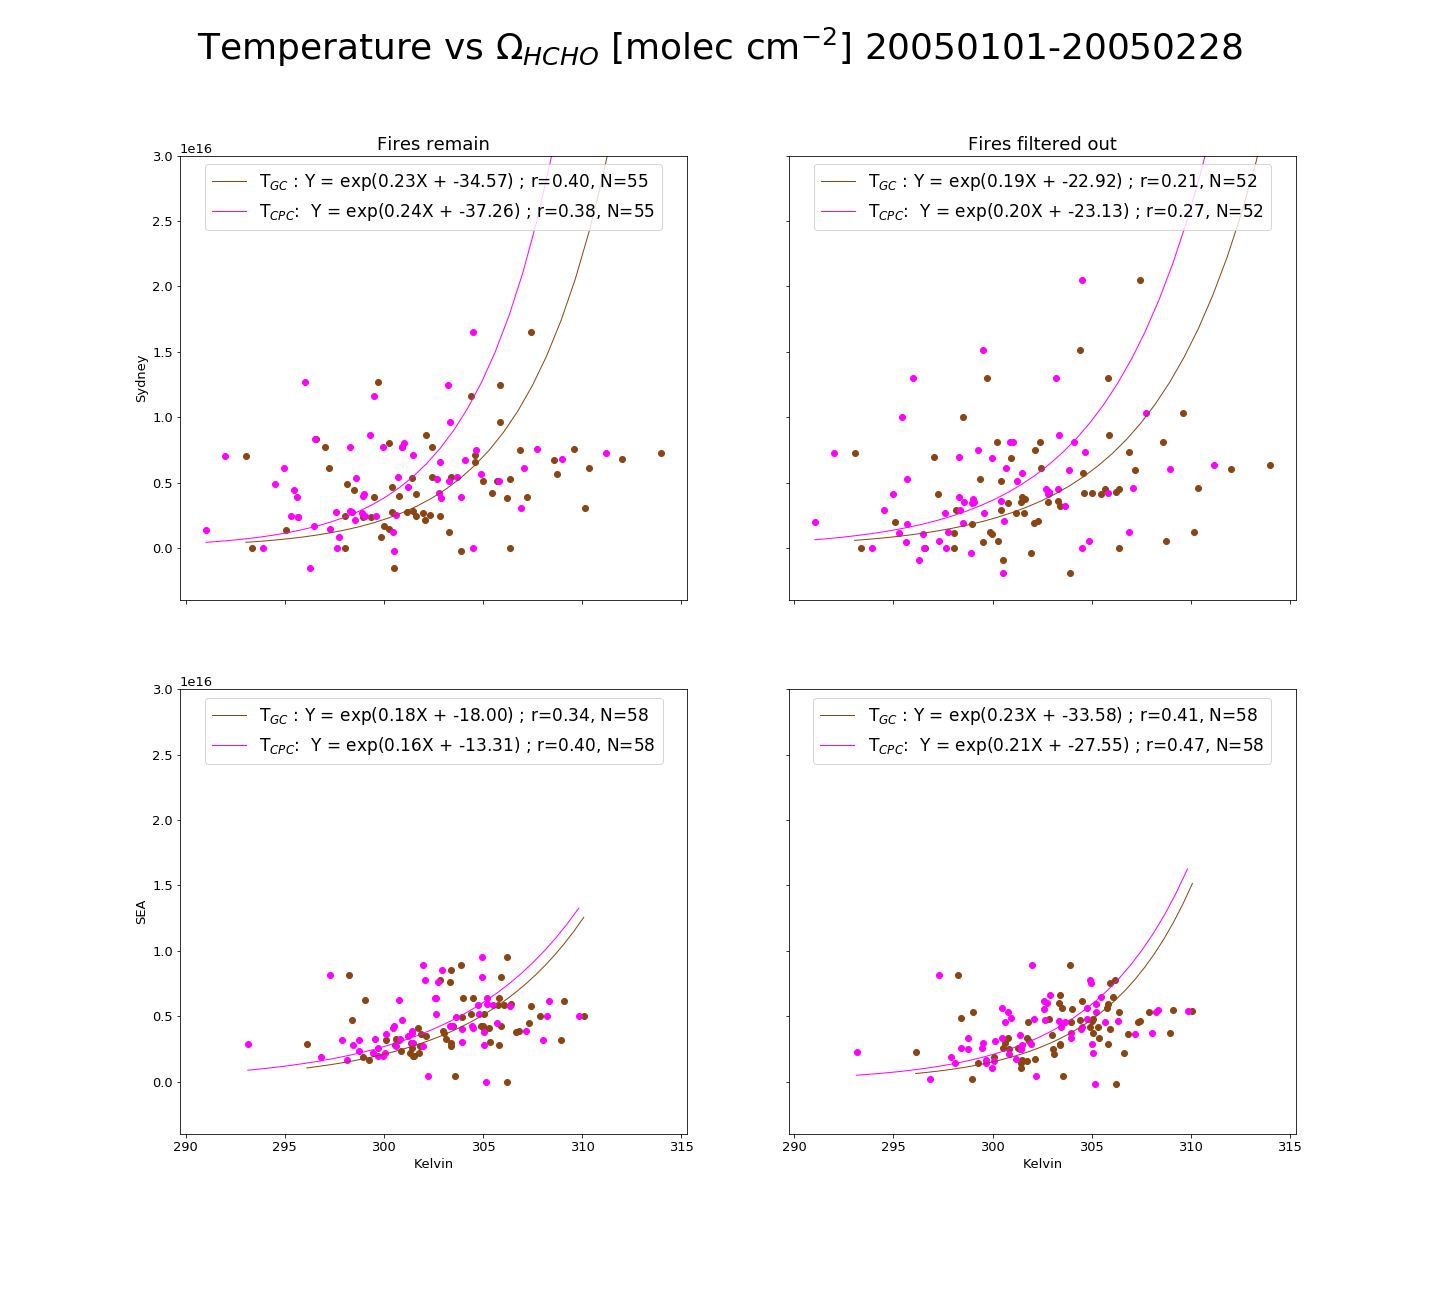 Temperature vs Ω_HCHO [molec cm⁻²] 20050101-20050228
Fires remain
1e16
3.0
2.5
2.0
1.5
1.0
0.5
0.0
Sydney
T_GC : Y = exp(0.23X + -34.57) ; r=0.40, N=55
T_CPC:  Y = exp(0.24X + -37.26) ; r=0.38, N=55
Fires filtered out
T_GC : Y = exp(0.19X + -22.92) ; r=0.21, N=52
T_CPC:  Y = exp(0.20X + -23.13) ; r=0.27, N=52
1e16
3.0
2.5
2.0
1.5
1.0
0.5
0.0
SEA
T_GC : Y = exp(0.18X + -18.00) ; r=0.34, N=58
T_CPC:  Y = exp(0.16X + -13.31) ; r=0.40, N=58
290 295 300 305 310 315
Kelvin
T_GC : Y = exp(0.23X + -33.58) ; r=0.41, N=58
T_CPC:  Y = exp(0.21X + -27.55) ; r=0.47, N=58
290 295 300 305 310 315
Kelvin